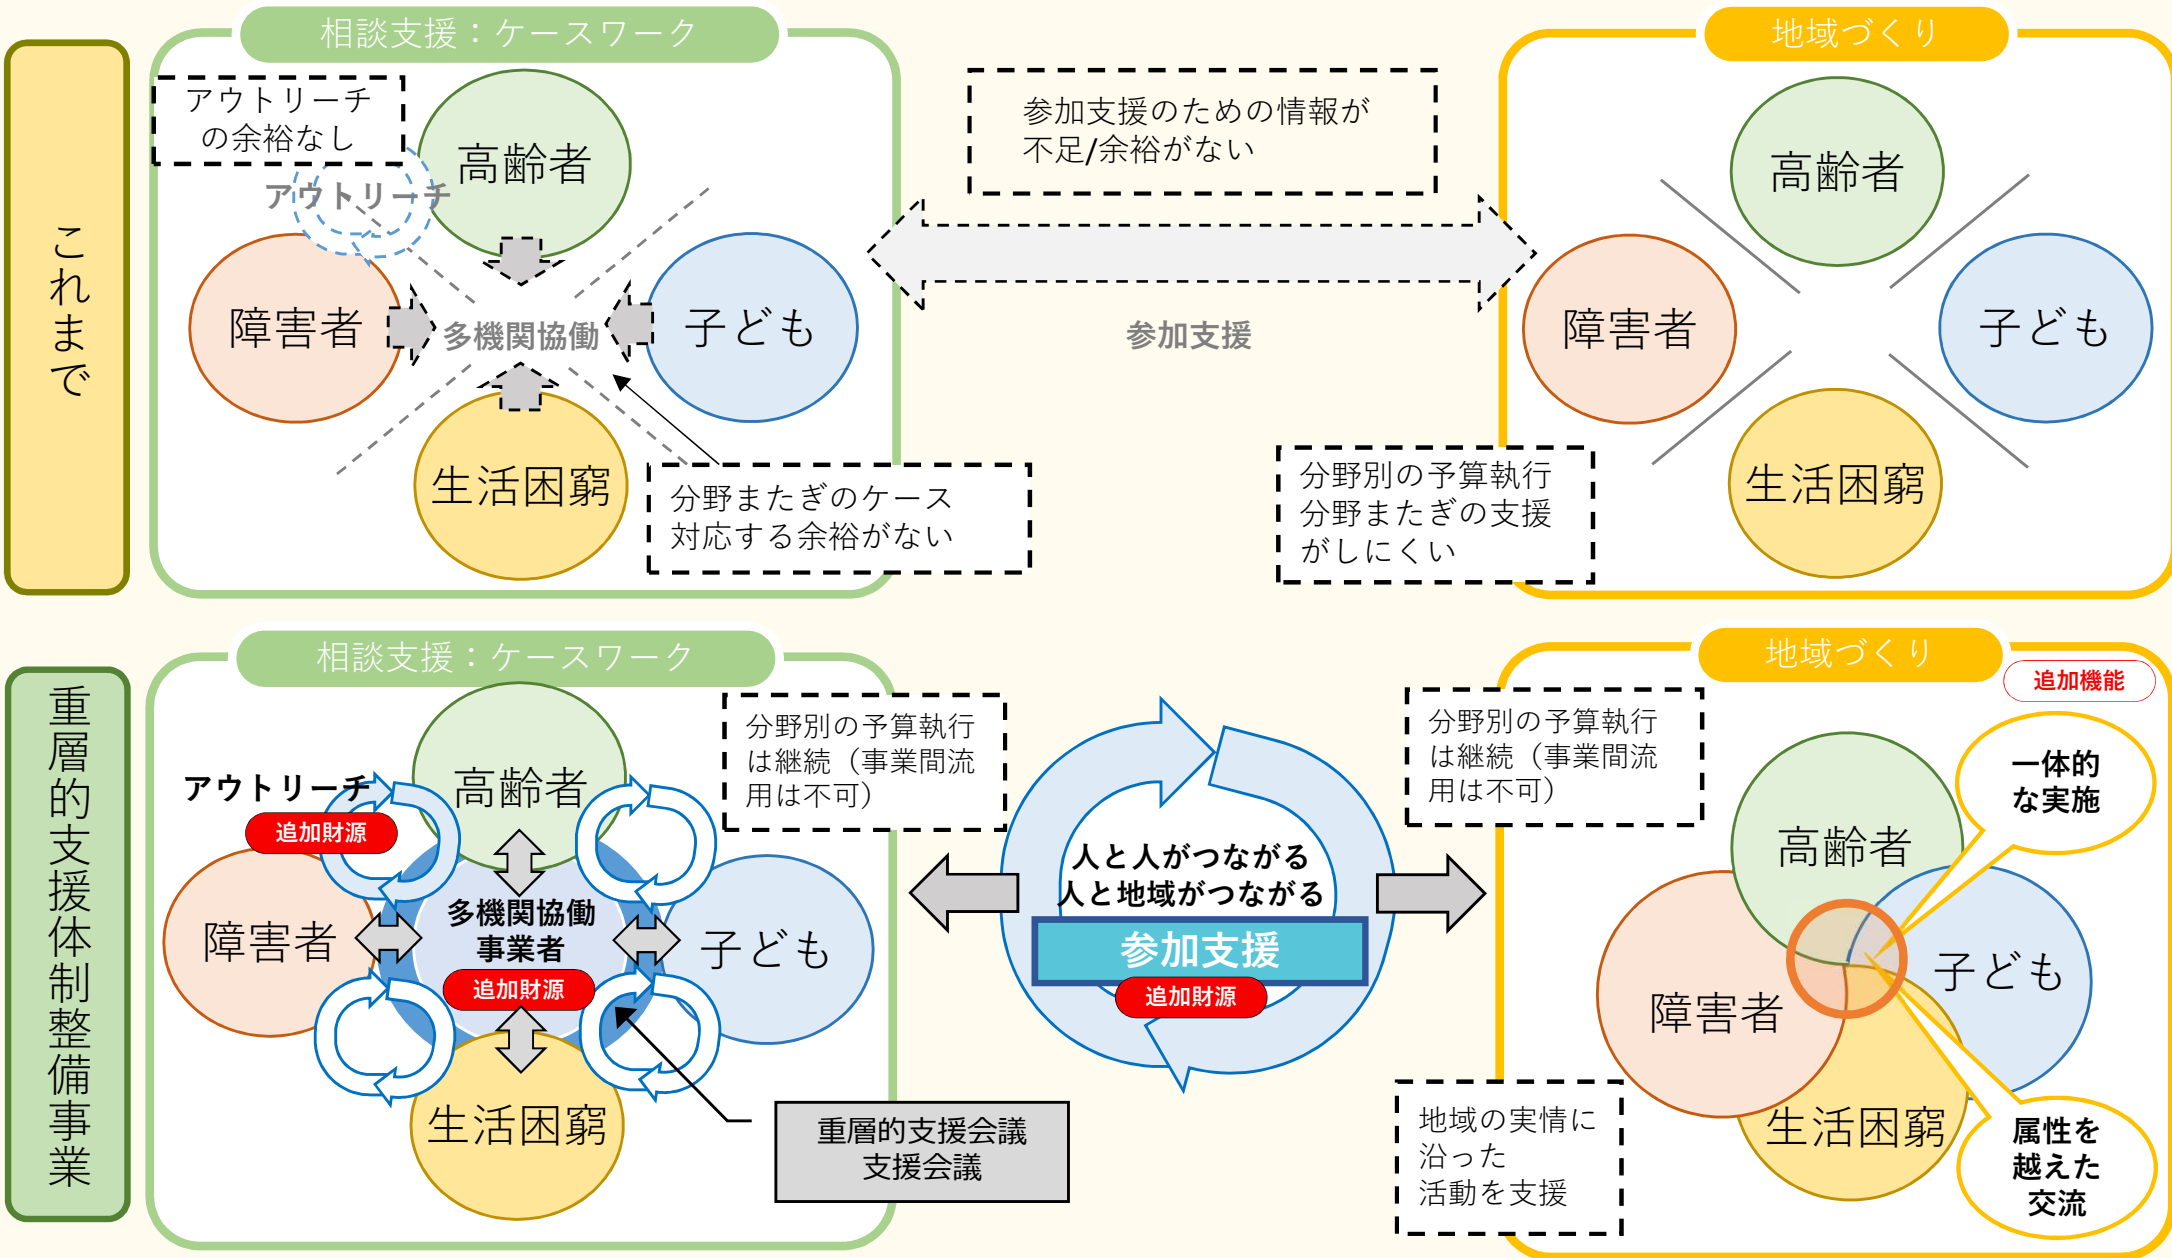 これまで
相談支援：ケースワーク
アウトリーチ
の余裕なし
アウトリーチ
高齢者
障害者
多機関協働
子ども
生活困窮
分野またぎのケース
対応する余裕がない
参加支援のための情報が
不足/余裕がない
参加支援
地域づくり
高齢者
障害者
子ども
生活困窮
分野別の予算執行
分野またぎの支援
がしにくい
重層的支援体制整備事業
相談支援：ケースワーク
分野別の予算執行
は継続（事業間流
用は不可）
アウトリーチ
追加財源
高齢者
障害者
多機関協働
事業者
追加財源
子ども
生活困窮
重層的支援会議
支援会議
人と人がつながる
人と地域がつながる
参加支援
追加財源
地域づくり
追加機能
分野別の予算執行
は継続（事業間流
用は不可）
一体的
な実施
高齢者
障害者
子ども
生活困窮
地域の実情に
沿った
活動を支援
属性を
越えた
交流